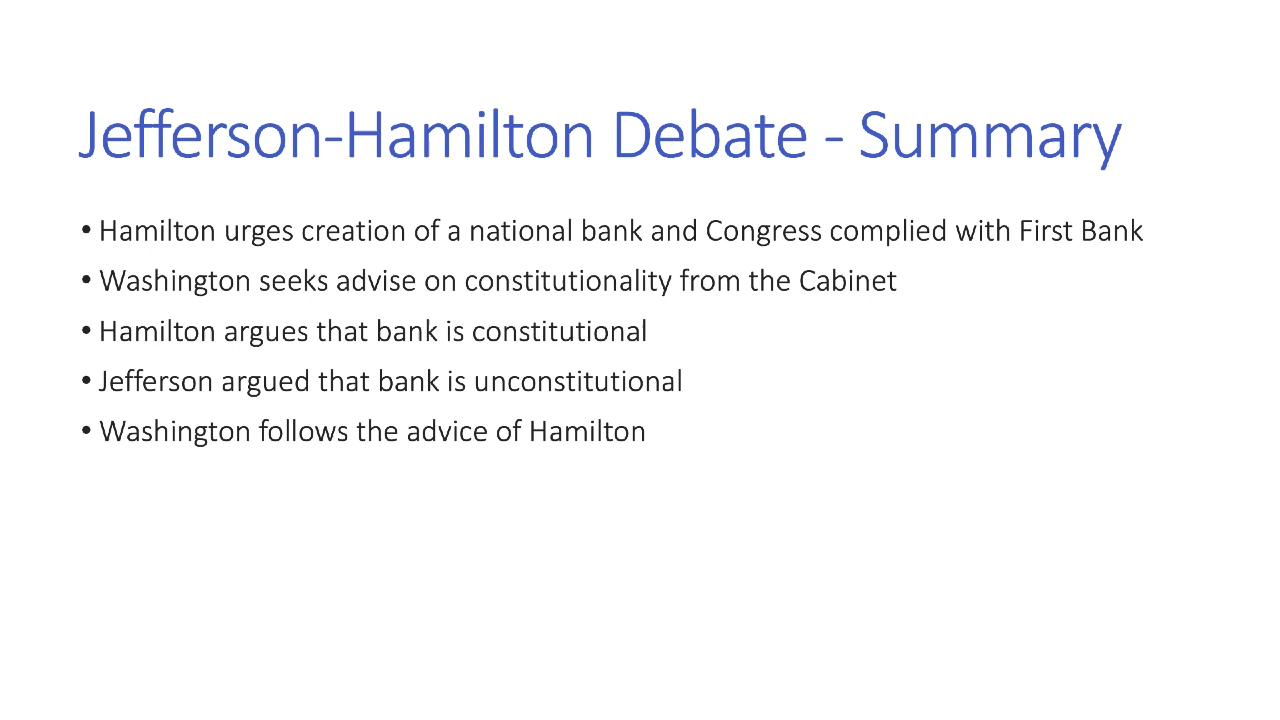 Jefferson-Hamilton Debate - Summary
• Hamilton urges creation of a national bank and Congress complied with First Bank
• Washington seeks advise on constitutionality from the Cabinet
• Hamilton argues that bank is constitutional
• Jefferson argued that bank is unconstitutional
• Washington follows the advice of Hamilton